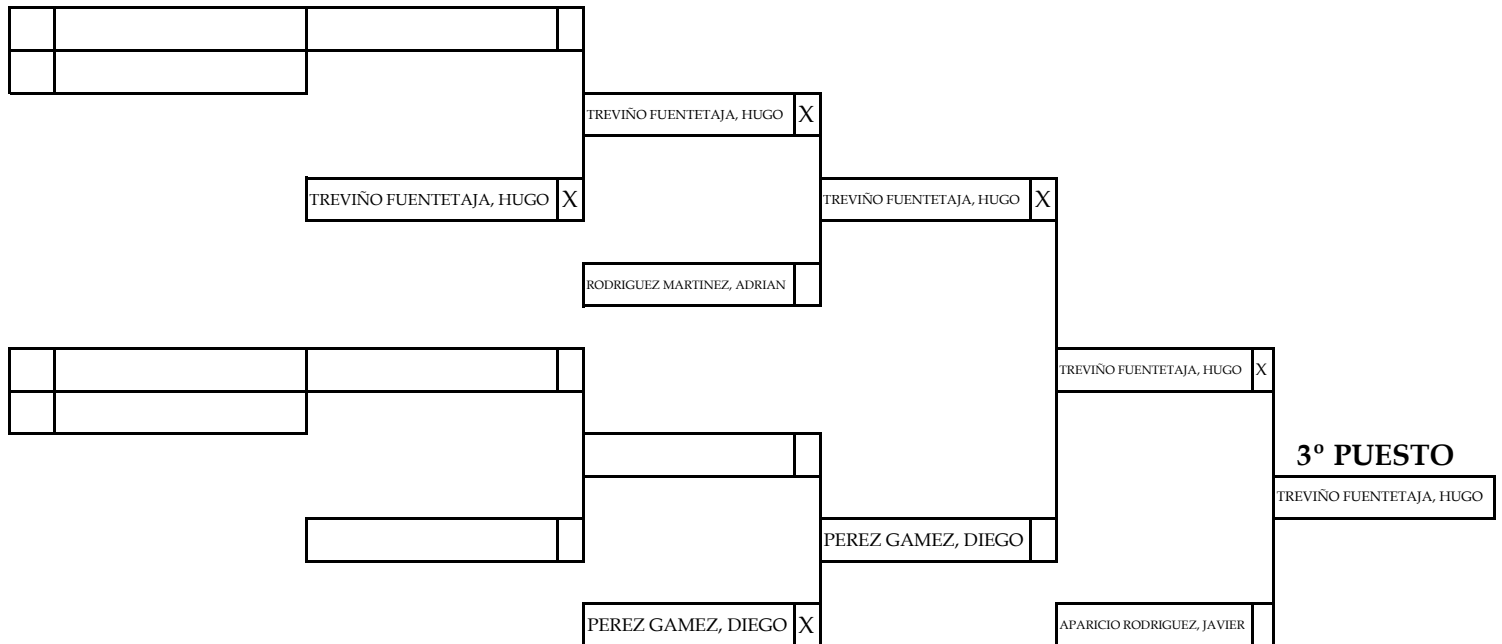 TREVIÑO FUENTETAJA, HUGO X
TREVIÑO FUENTETAJA, HUGO X
TREVIÑO FUENTETAJA, HUGO X
RODRIGUEZ MARTINEZ, ADRIAN
TREVIÑO FUENTETAJA, HUGO X
3º PUESTO
TREVIÑO FUENTETAJA, HUGO
PEREZ GAMEZ, DIEGO
PEREZ GAMEZ, DIEGO X
APARICIO RODRIGUEZ, JAVIER